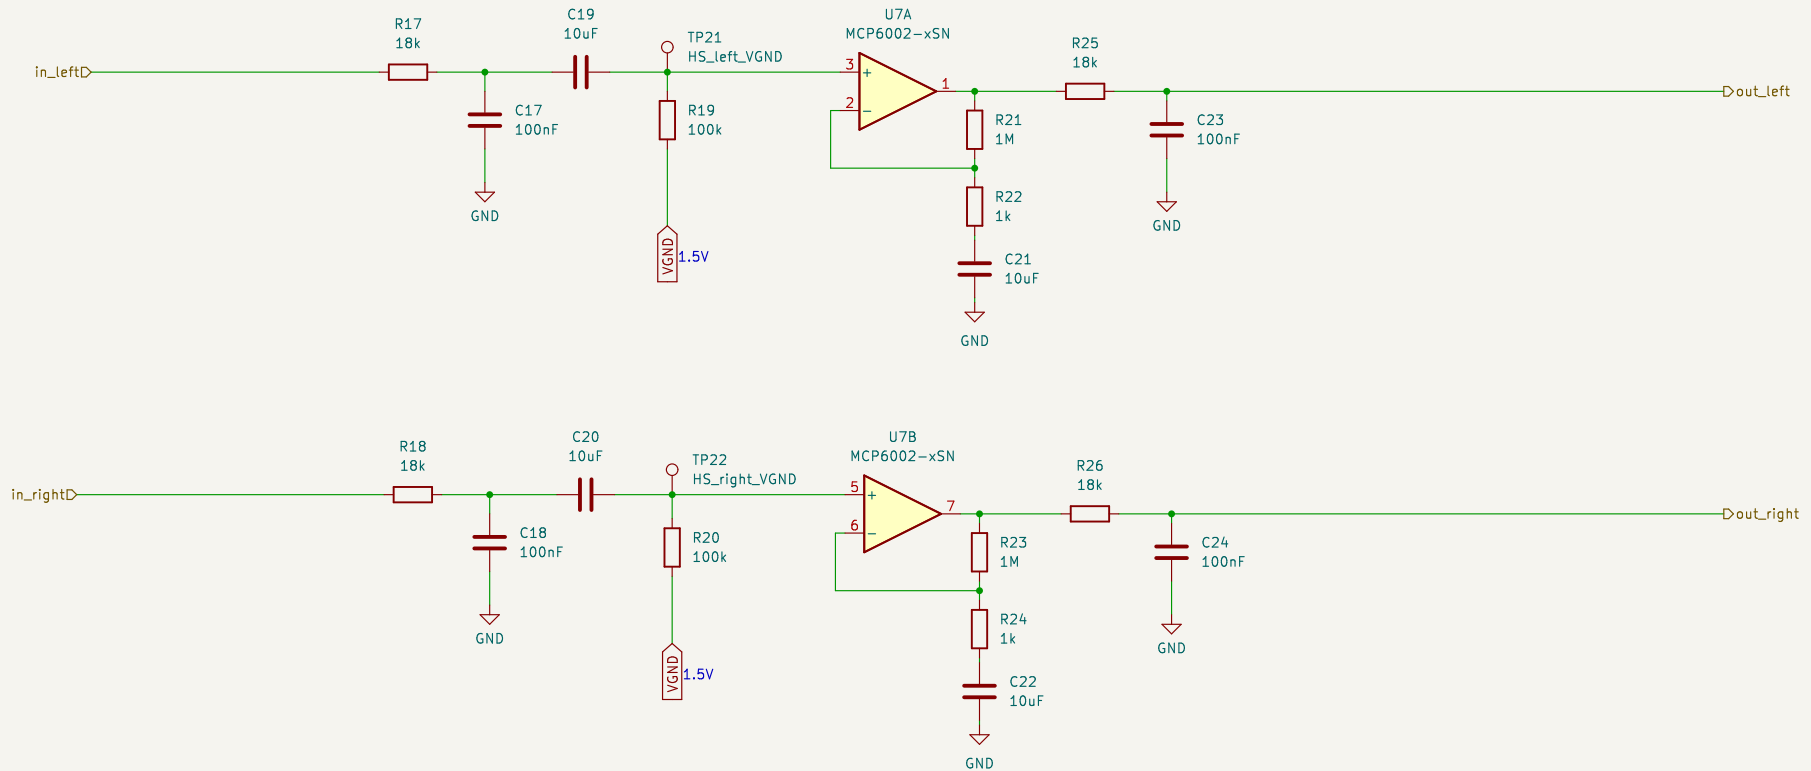 R17
18k
C19
10uF
TP21
HS_left_VGND
U7A
MCP6002-xSN
R25
18k
in_left
3
+
1
2
−
out_left
C17
100nF
R19
100k
R21
1M
C23
100nF
GND
R22
1k
GND
VGND
1.5V
C21
10uF
GND
R18
18k
C20
10uF
TP22
HS_right_VGND
U7B
MCP6002-xSN
R26
18k
in_right
5
+
7
6
−
out_right
C18
100nF
R20
100k
R23
1M
C24
100nF
GND
R24
1k
GND
VGND
1.5V
C22
10uF
GND